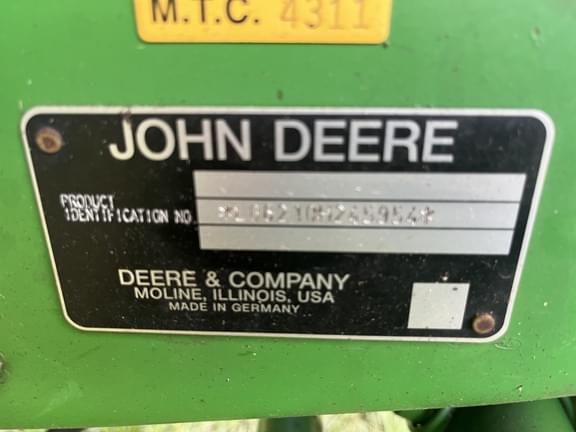 M.T.C. 4311
JOHN DEERE
PRODUCT
IDENTIFICATION NO.
DEERE & COMPANY
MOLINE, ILLINOIS, USA
MADE IN GERMANY